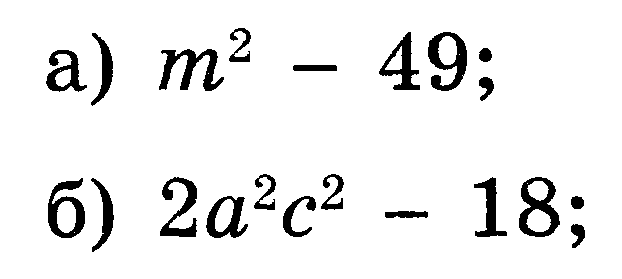 а) m² – 49;
б) 2a²c² – 18;